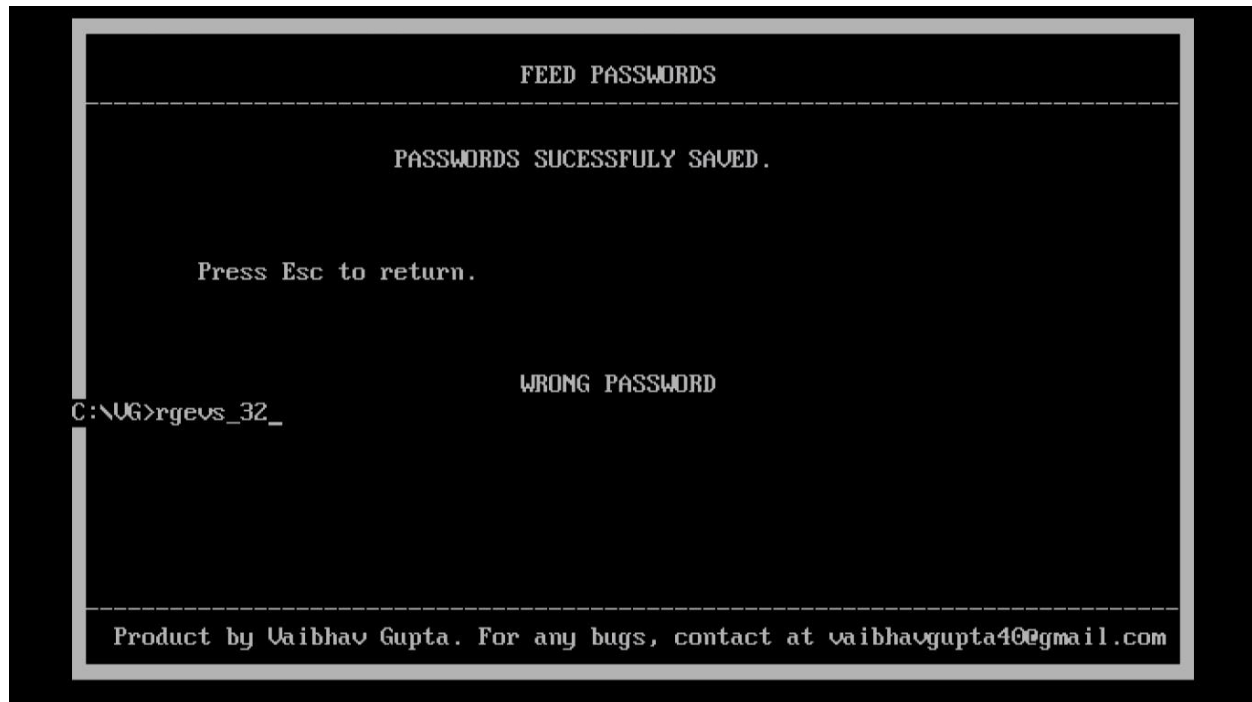 FEED PASSWORDS
PASSWORDS SUCESSFULY SAVED.
Press Esc to return.
WRONG PASSWORD
C:\VG>rgevs_32_
Product by Vaibhav Gupta. For any bugs, contact at vaibhavgupta40@gmail.com